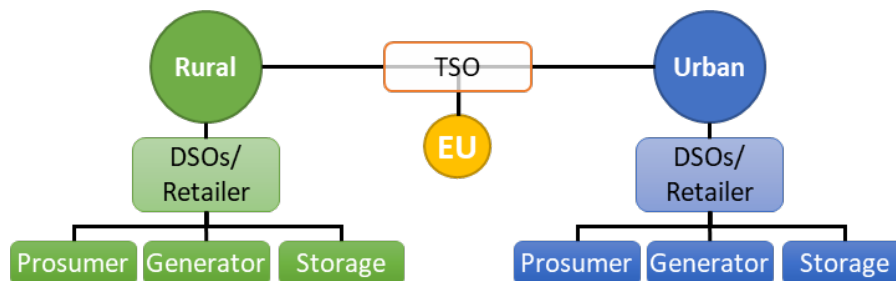 Rural
TSO
Urban
EU
DSOs/
Retailer
DSOs/
Retailer
Prosumer
Generator
Storage
Prosumer
Generator
Storage